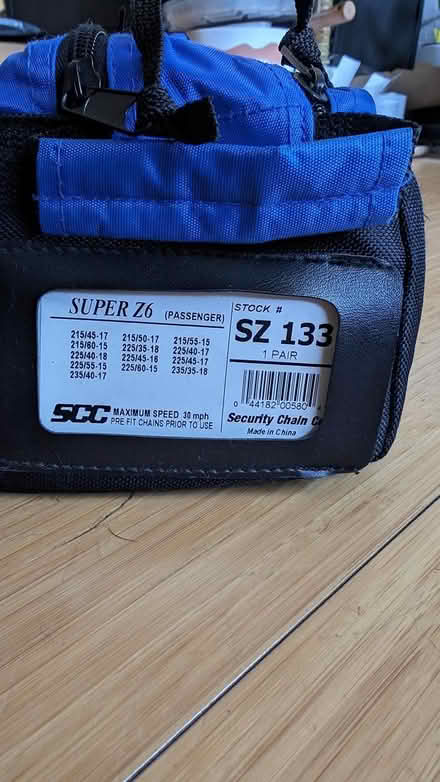 SUPER Z6 (PASSENGER)
215/45-17 215/50-17 215/55-15
215/60-15 225/35-18 225/40-17
225/40-18 225/45-16 225/45-17
225/55-15 225/60-15 235/35-18
235/40-17
SCC MAXIMUM SPEED 30 mph
PRE FIT CHAINS PRIOR TO USE
STOCK #
SZ 133
1 PAIR
0 44182 00580
Security Chain Co
Made in China